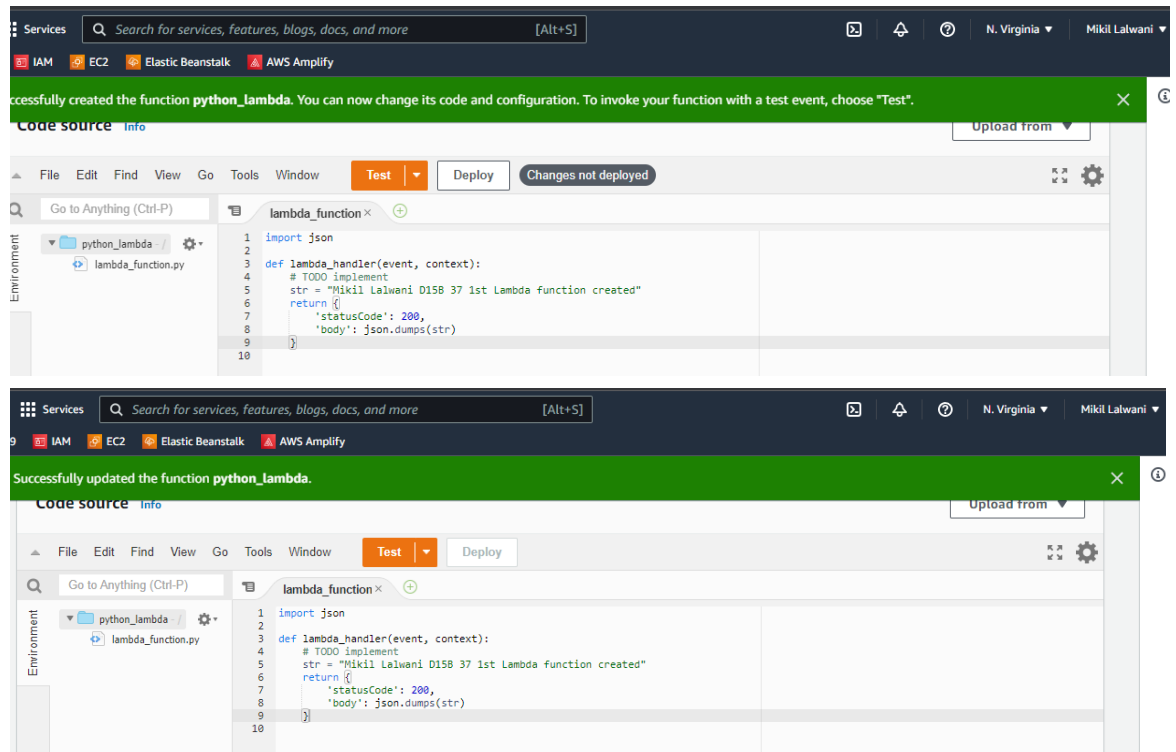 Services Search for services, features, blogs, docs, and more [Alt+S] N. Virginia ▼ Mikil Lalwani ▼
IAM EC2 Elastic Beanstalk AWS Amplify
ccessfully created the function python_lambda. You can now change its code and configuration. To invoke your function with a test event, choose "Test".
Code source Info Upload from ▼
File Edit Find View Go Tools Window Test Deploy Changes not deployed
Go to Anything (Ctrl-P) lambda_function ×
Environment
python_lambda - /
lambda_function.py
1 import json
2
3 def lambda_handler(event, context):
4     # TODO implement
5     str = "Mikil Lalwani D15B 37 1st Lambda function created"
6     return {
7         'statusCode': 200,
8         'body': json.dumps(str)
9     }
10
Services Search for services, features, blogs, docs, and more [Alt+S] N. Virginia ▼ Mikil Lalwani ▼
9 IAM EC2 Elastic Beanstalk AWS Amplify
Successfully updated the function python_lambda.
Code source Info Upload from ▼
File Edit Find View Go Tools Window Test Deploy
Go to Anything (Ctrl-P) lambda_function ×
Environment
python_lambda - /
lambda_function.py
1 import json
2
3 def lambda_handler(event, context):
4     # TODO implement
5     str = "Mikil Lalwani D15B 37 1st Lambda function created"
6     return {
7         'statusCode': 200,
8         'body': json.dumps(str)
9     }
10